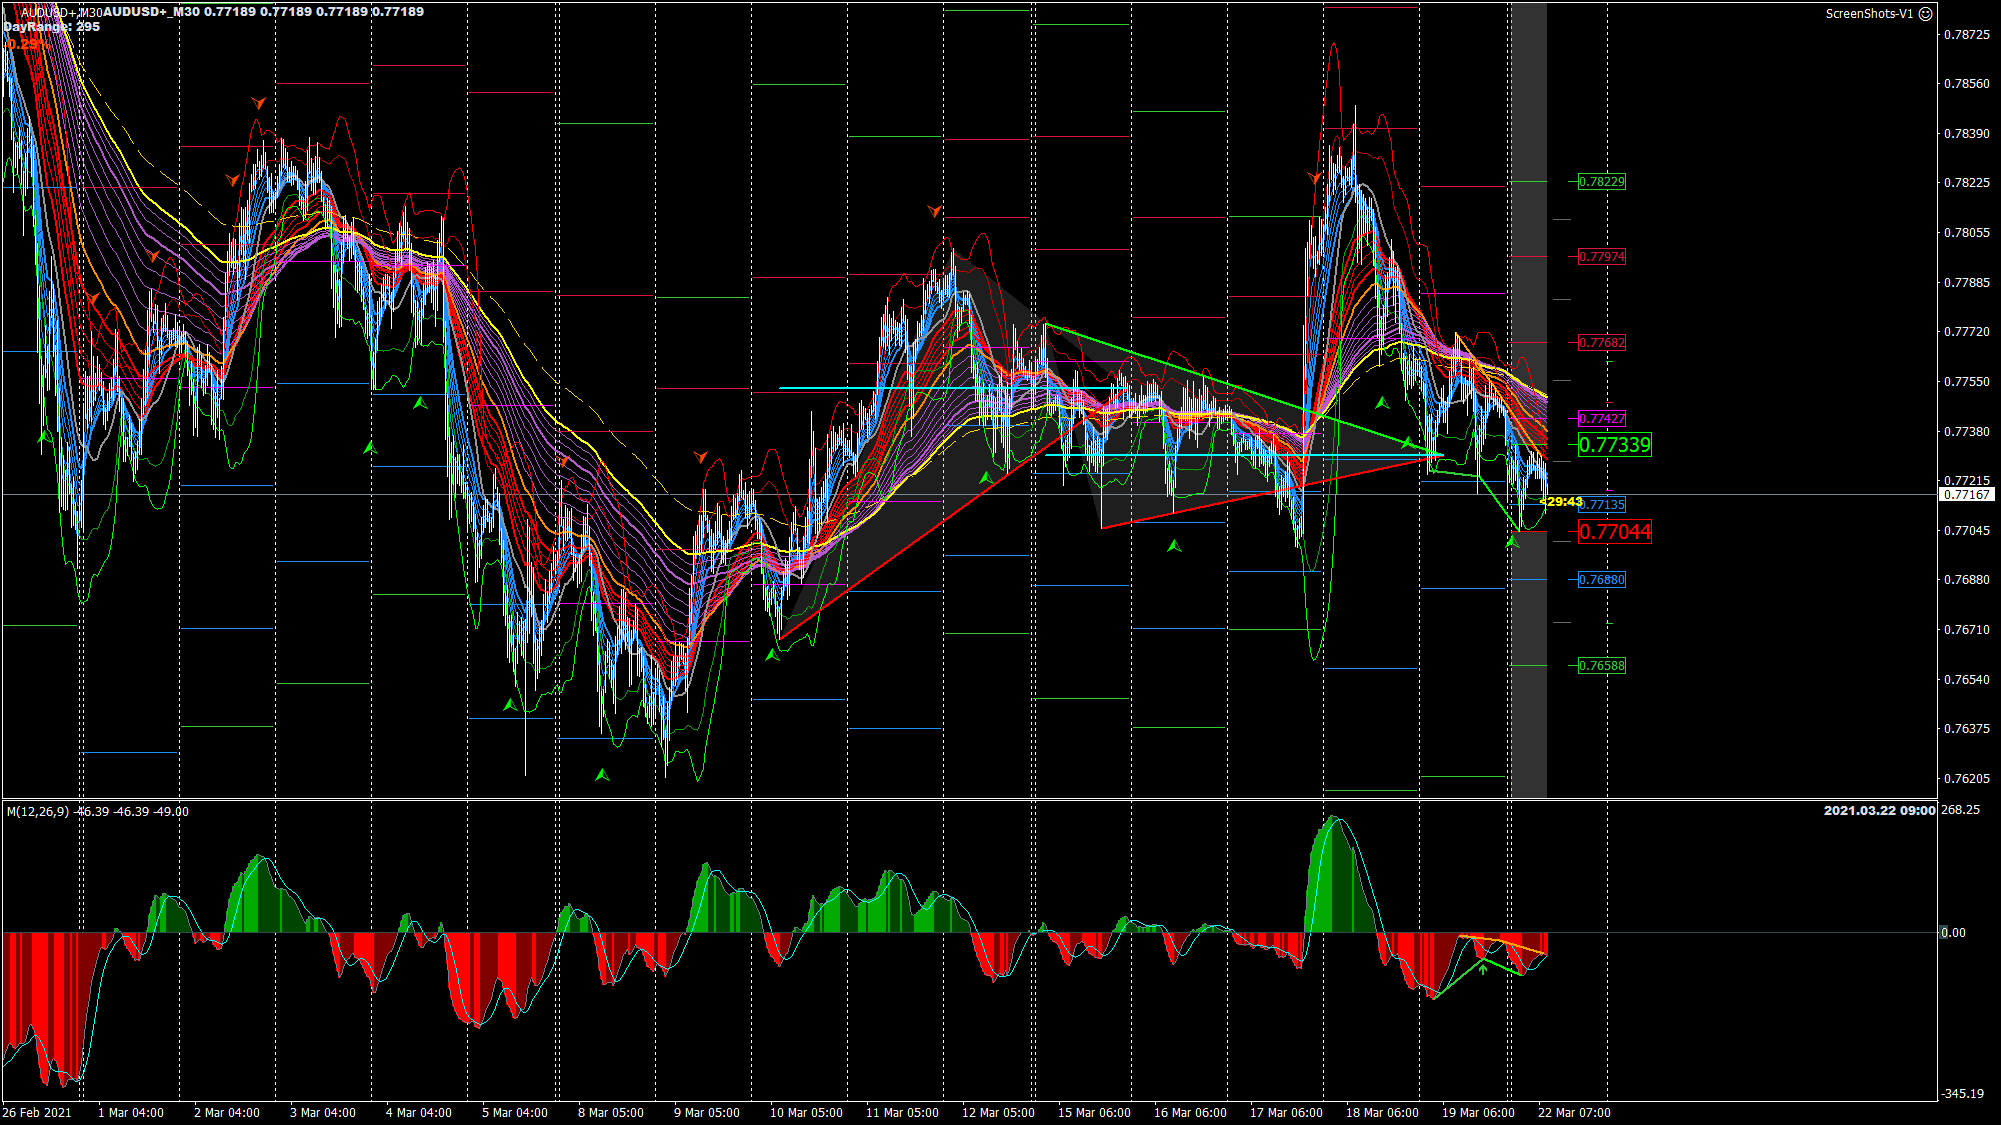 AUDUSD+,M30AUDUSD+_M30 0.77189 0.77189 0.77189 0.77189
ScreenShots-V1
DayRange: 295
-0.29%
0.78725
0.78560
0.78390
0.78225
0.78055
0.77885
0.77720
0.77550
0.77380
0.77215
0.77167
0.77045
0.76880
0.76710
0.76540
0.76375
0.76205
0.78229
0.77974
0.77682
0.77427
0.77339
<29:43
0.77135
0.77044
0.76880
0.76588
M(12,26,9) -46.39 -46.39 -49.00
2021.03.22 09:00
268.25
0.00
-345.19
26 Feb 2021
1 Mar 04:00
2 Mar 04:00
3 Mar 04:00
4 Mar 04:00
5 Mar 04:00
8 Mar 05:00
9 Mar 05:00
10 Mar 05:00
11 Mar 05:00
12 Mar 05:00
15 Mar 06:00
16 Mar 06:00
17 Mar 06:00
18 Mar 06:00
19 Mar 06:00
22 Mar 07:00